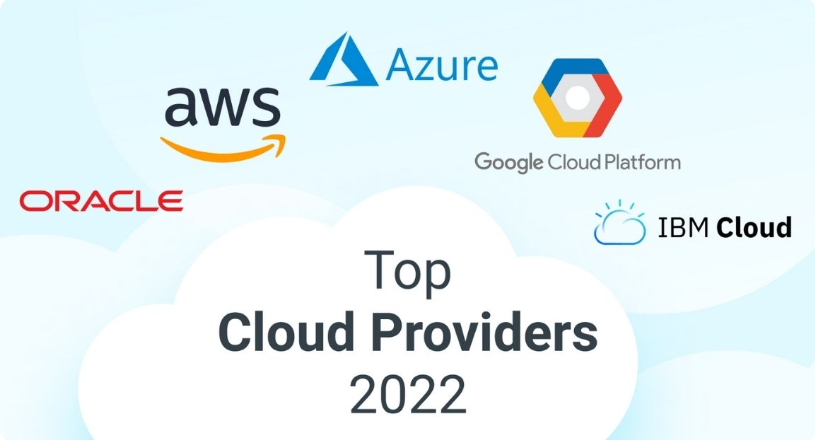 Azure
aws
Google Cloud Platform
ORACLE
IBM Cloud
Top
Cloud Providers
2022